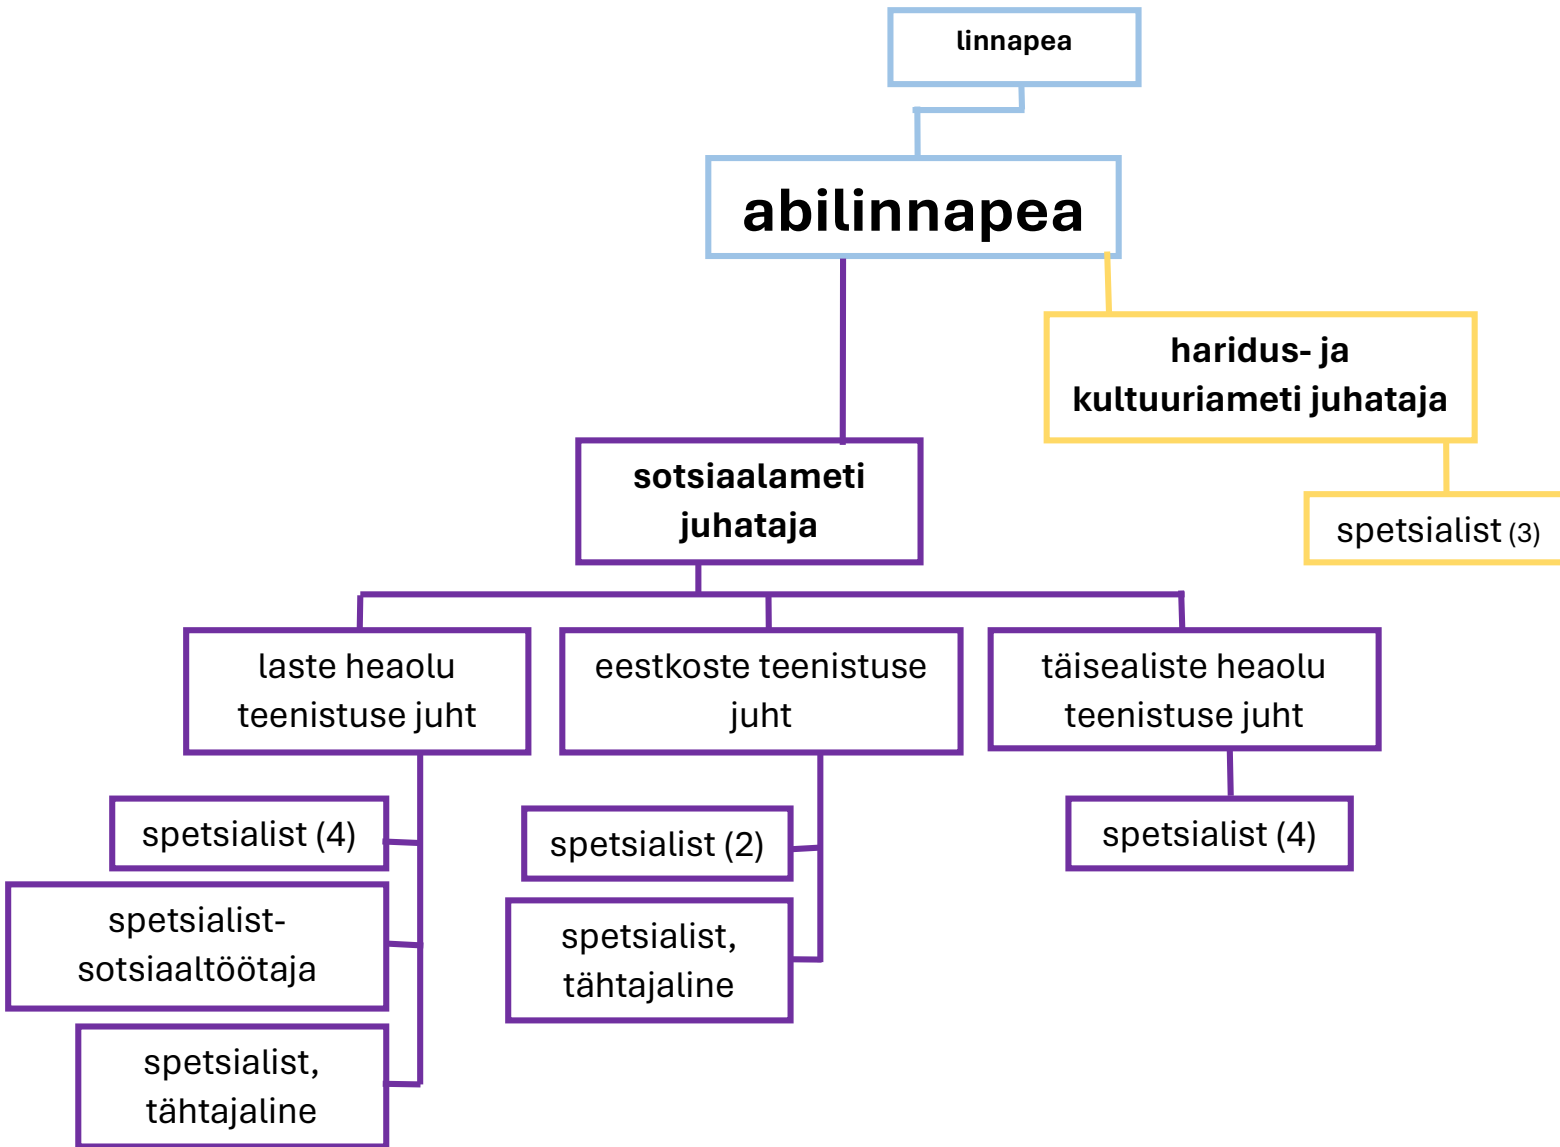 linnapea
abilinnapea
haridus- ja
kultuuriameti juhataja
spetsialist (3)
sotsiaalameti
juhataja
laste heaolu
teenistuse juht
eestkoste teenistuse
juht
täisealiste heaolu
teenistuse juht
spetsialist (4)
spetsialist-
sotsiaaltöötaja
spetsialist,
tähtajaline
spetsialist (2)
spetsialist,
tähtajaline
spetsialist (4)